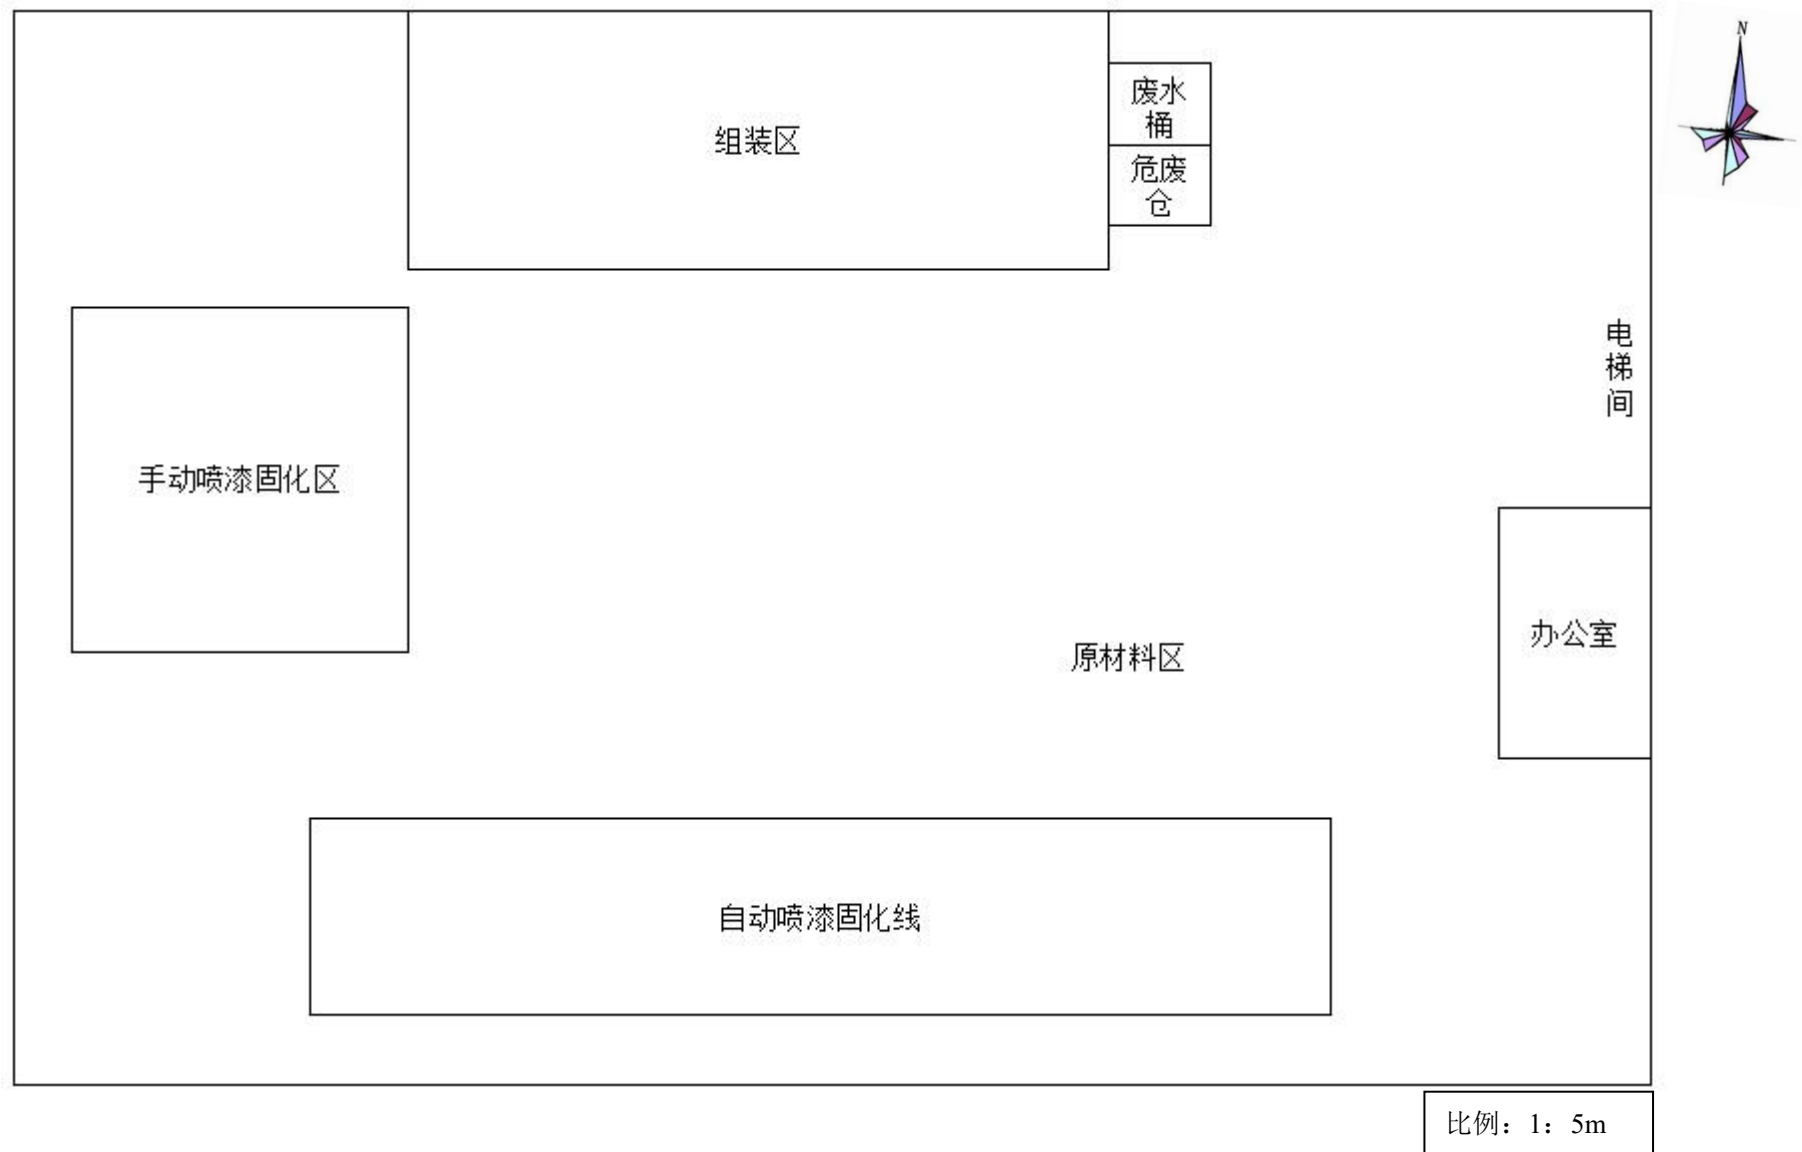 N
废水
桶
组装区
危废
仓
电
梯
间
手动喷漆固化区
办公室
原材料区
自动喷漆固化线
比例：1：5m